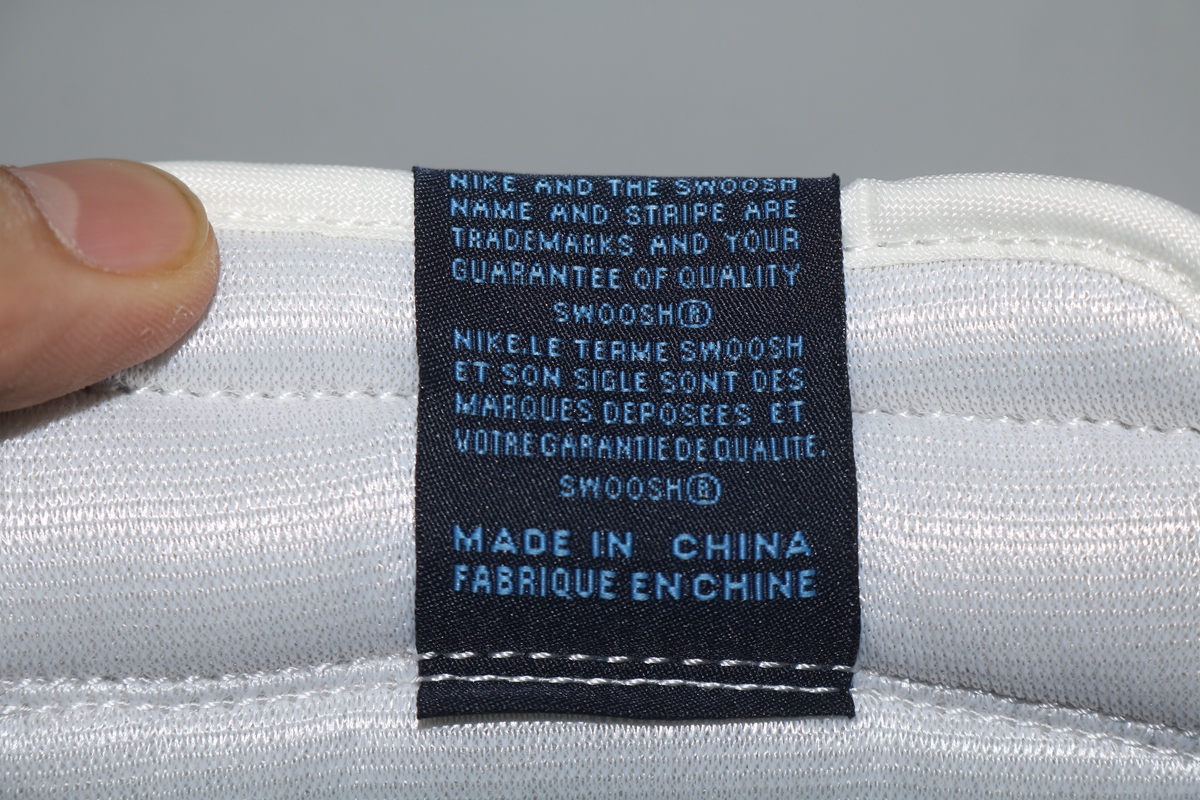 NIKE AND THE SWOOSH
NAME AND STRIPE ARE
TRADEMARKS AND YOUR
GUARANTEE OF QUALITY
SWOOSH®
NIKE.LE TERME SWOOSH
ET SON SIGLE SONT DES
MARQUES DEPOSEES ET
VOTRE GARANTIE DE QUALITE.
SWOOSH®
MADE IN CHINA
FABRIQUE EN CHINE